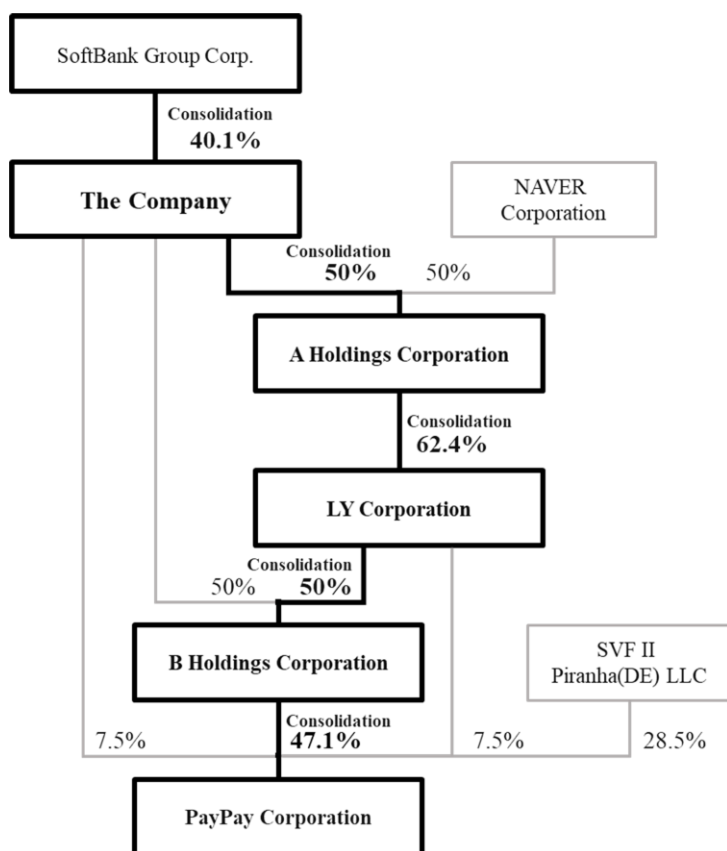 SoftBank Group Corp.
Consolidation
40.1%
The Company
NAVER
Corporation
Consolidation
50%
50%
A Holdings Corporation
Consolidation
62.4%
LY Corporation
Consolidation
50%
50%
B Holdings Corporation
SVF II
Piranha(DE) LLC
Consolidation
7.5%
47.1%
7.5%
28.5%
PayPay Corporation